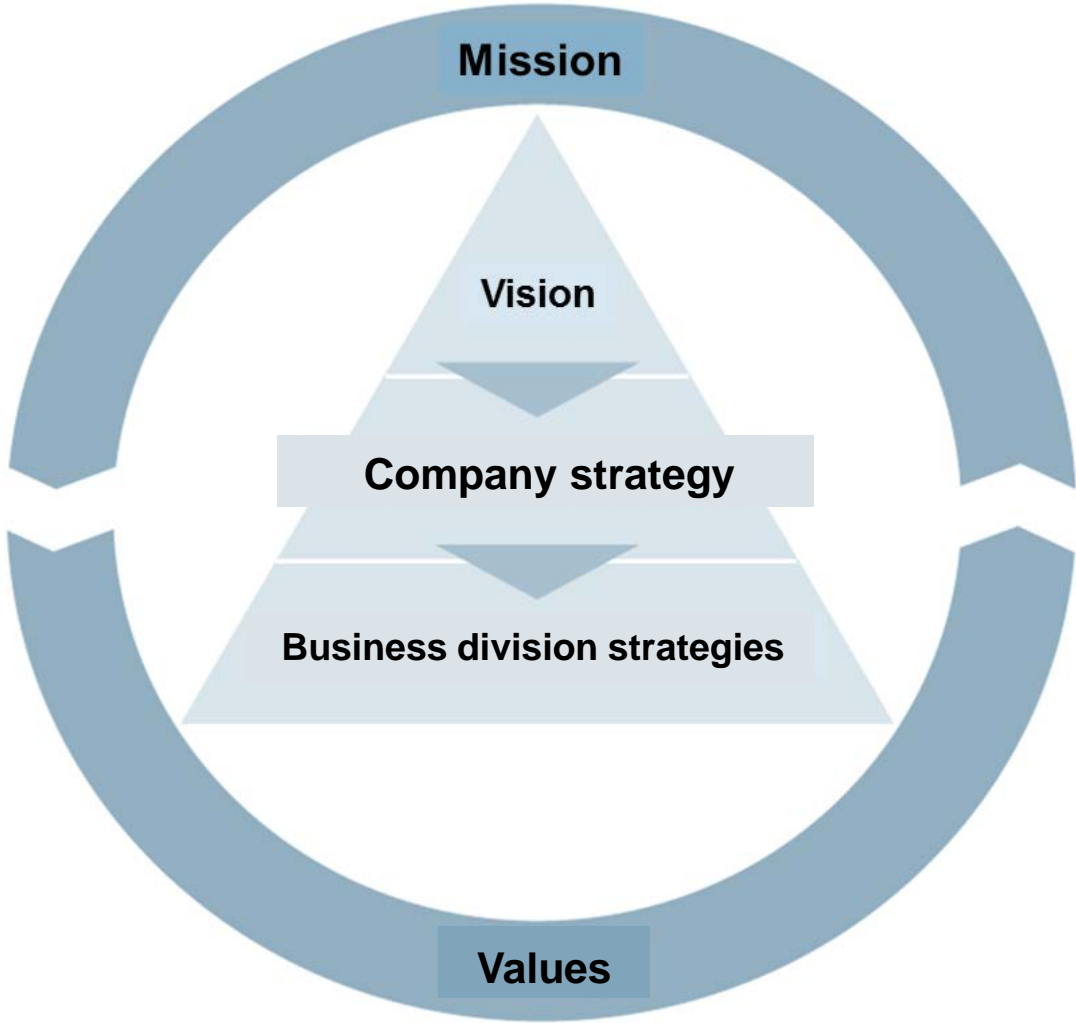 Mission
Vision
Company strategy
Business division strategies
Values